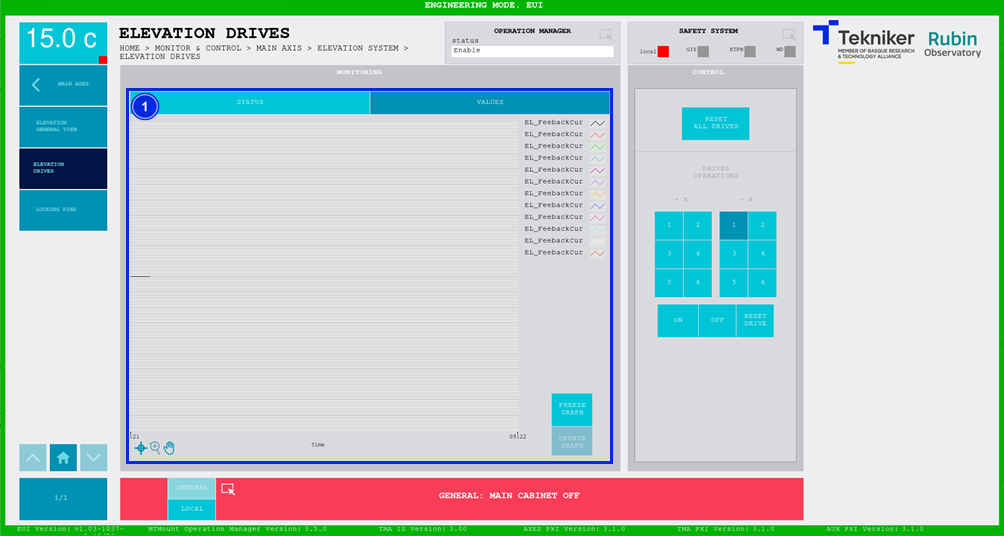 ENGINEERING MODE. EUI
15.0 c
ELEVATION DRIVES
HOME > MONITOR & CONTROL > MAIN AXIS > ELEVATION SYSTEM >
ELEVATION DRIVES
OPERATION MANAGER
status
Enable
SAFETY SYSTEM
local
GIS
ETPB
WD
Tekniker
MEMBER OF BASQUE RESEARCH
& TECHNOLOGY ALLIANCE
Rubin
Observatory
MAIN AXES
ELEVATION
GENERAL VIEW
ELEVATION
DRIVES
LOCKING PINS
MONITORING
1
STATUS
VALUES
EL_FeebackCur
EL_FeebackCur
EL_FeebackCur
EL_FeebackCur
EL_FeebackCur
EL_FeebackCur
EL_FeebackCur
EL_FeebackCur
EL_FeebackCur
EL_FeebackCur
EL_FeebackCur
EL_FeebackCur
FREEZE
GRAPH
UPDATE
GRAPH
:21
09:22
Time
CONTROL
RESET
ALL DRIVES
DRIVES
OPERATIONS
+ X
- X
1 2 1 2
3 4 3 4
5 6 5 6
ON
OFF
RESET
DRIVE
1/1
GENERAL
LOCAL
GENERAL: MAIN CABINET OFF
EUI Version: v1.03-1037-
MTMount Operation Manager Version: 3.5.0
TMA IS Version: 3.00
AXES PXI Version: 3.1.0
TMA PXI Version: 3.1.0
AUX PXI Version: 3.1.0